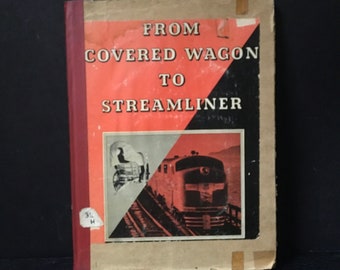 FROM
COVERED WAGON
TO
STREAMLINER